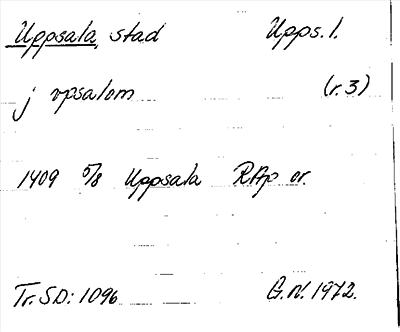 Uppsala, stad Upps. l.
j vpsalom (r. 3)
1409 5/8 Uppsala RAp or.
Tr. SD: 1096 G.N. 1972.